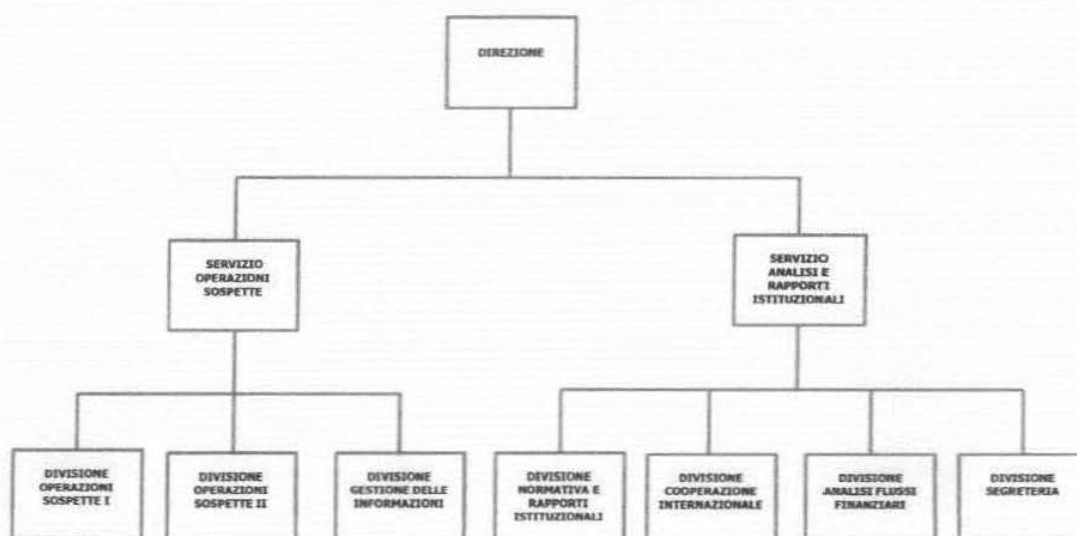 DIREZIONE
SERVIZIO
OPERAZIONI
SOSPETTE
SERVIZIO
ANALISI E
RAPPORTI
ISTITUZIONALI
DIVISIONE
OPERAZIONI
SOSPETTE I
DIVISIONE
OPERAZIONI
SOSPETTE II
DIVISIONE
GESTIONE DELLE
INFORMAZIONI
DIVISIONE
NORMATIVA E
RAPPORTI
ISTITUZIONALI
DIVISIONE
COOPERAZIONE
INTERNAZIONALE
DIVISIONE
ANALISI FLUSSI
FINANZIARI
DIVISIONE
SEGRETERIA